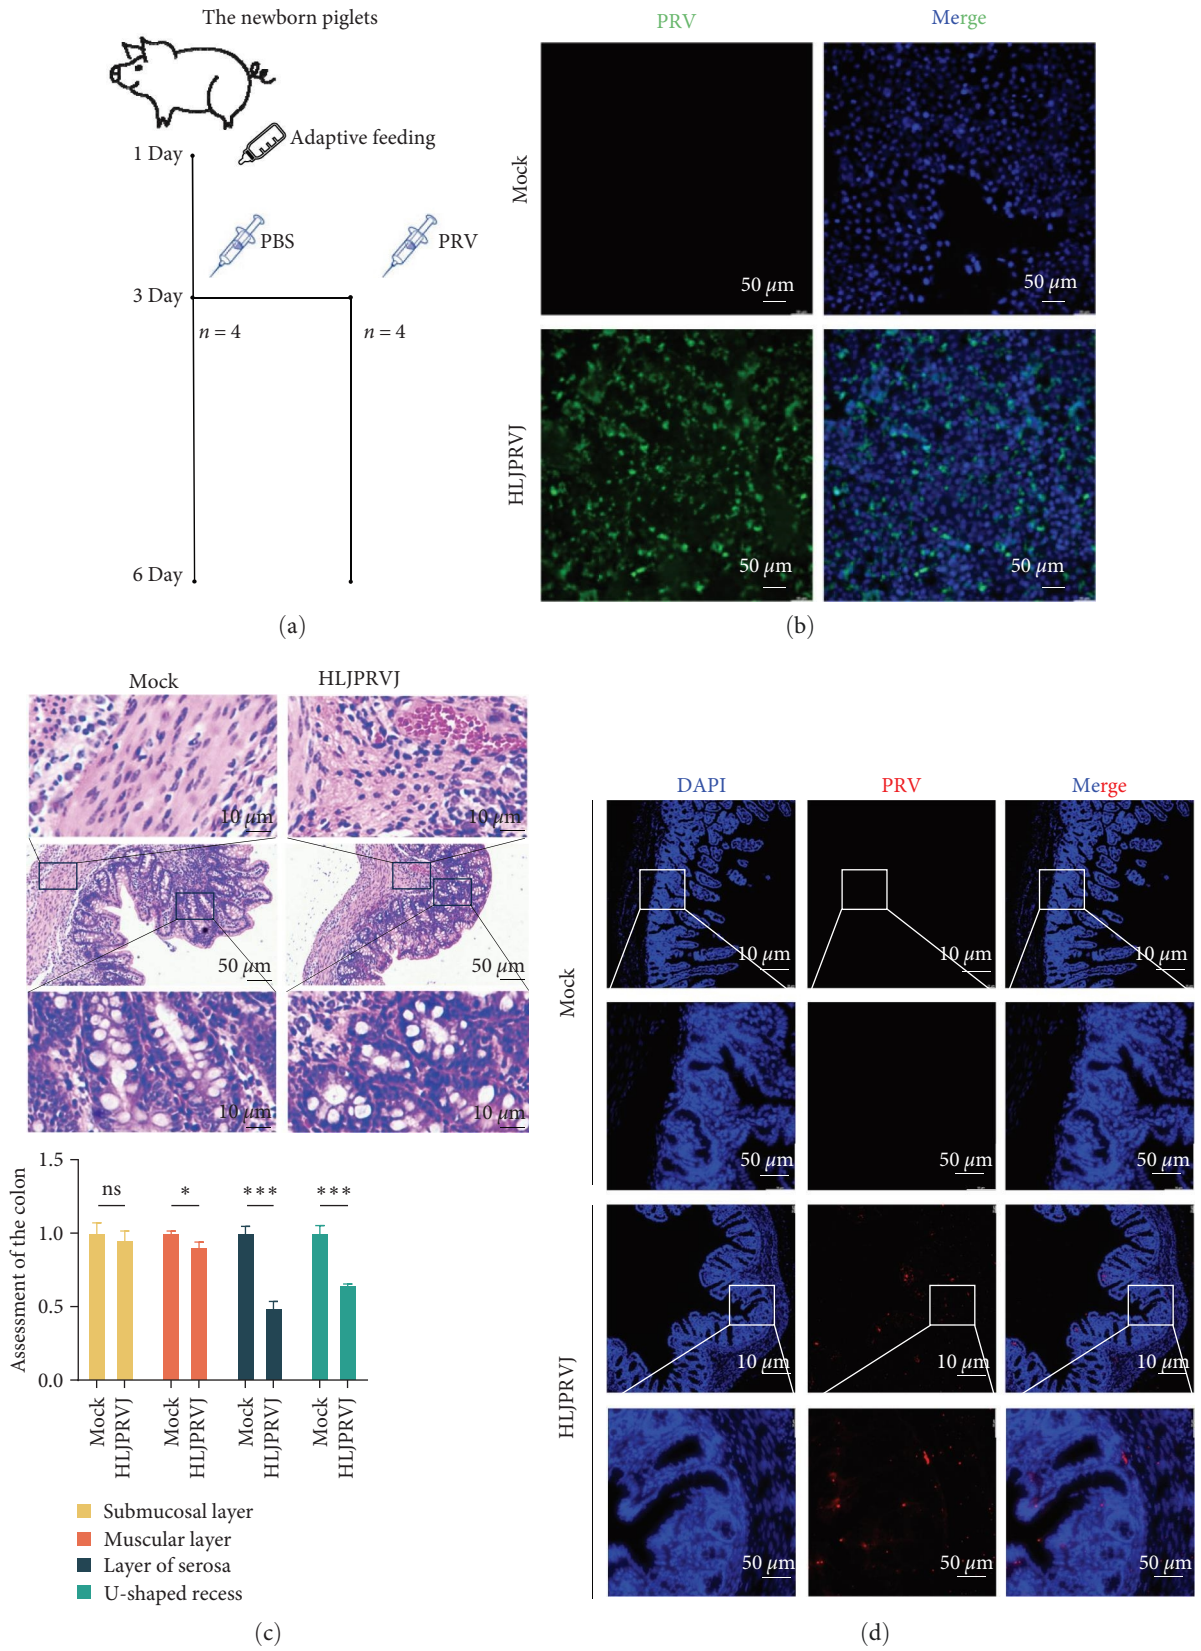 The newborn piglets
Adaptive feeding
1 Day
PBS
PRV
3 Day
n = 4
n = 4
6 Day
(a)
PRV
Merge
Mock
50 µm
50 µm
HLJPRVJ
50 µm
50 µm
(b)
Mock
HLJPRVJ
10 µm
10 µm
50 µm
50 µm
10 µm
10 µm
Assessment of the colon
1.5
1.0
0.5
0.0
ns
*
***
***
Mock
HLJPRVJ
Mock
HLJPRVJ
Mock
HLJPRVJ
Mock
HLJPRVJ
Submucosal layer
Muscular layer
Layer of serosa
U-shaped recess
(c)
DAPI
PRV
Merge
Mock
10 µm
10 µm
10 µm
50 µm
50 µm
50 µm
HLJPRVJ
10 µm
10 µm
10 µm
50 µm
50 µm
50 µm
(d)